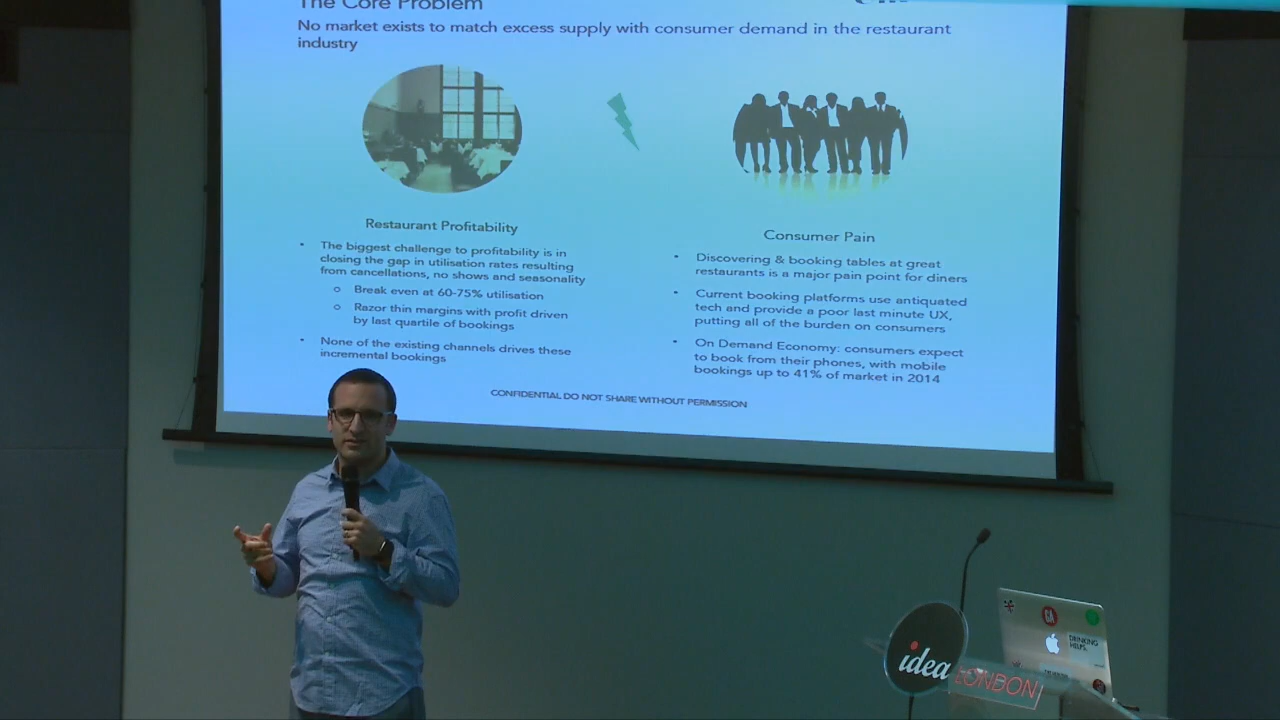 The Core Problem
No market exists to match excess supply with consumer demand in the restaurant
industry
Restaurant Profitability
• The biggest challenge to profitability is in
closing the gap in utilisation rates resulting
from cancellations, no shows and seasonality
○ Break even at 60-75% utilisation
○ Razor thin margins with profit driven
by last quartile of bookings
• None of the existing channels drives these
incremental bookings
Consumer Pain
• Discovering & booking tables at great
restaurants is a major pain point for diners
• Current booking platforms use antiquated
tech and provide a poor last minute UX,
putting all of the burden on consumers
• On Demand Economy: consumers expect
to book from their phones, with mobile
bookings up to 41% of market in 2014
CONFIDENTIAL DO NOT SHARE WITHOUT PERMISSION
GA
DRINKING
HELPS.
idea
LONDON